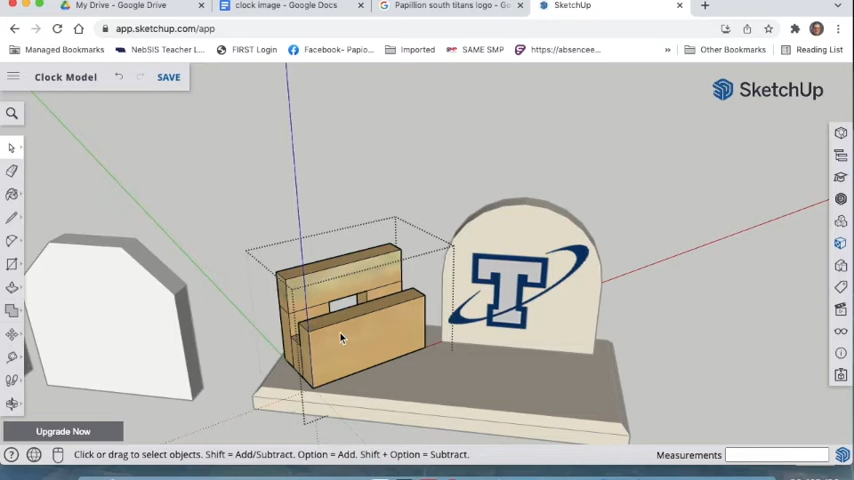 My Drive - Google Drive
clock image - Google Docs
Papillion south titans logo - Go
SketchUp
app.sketchup.com/app
Managed Bookmarks
NebSIS Teacher L...
FIRST Login
Facebook- Papio...
Imported
SAME SMP
https://absencee...
Other Bookmarks
Reading List
Clock Model
SAVE
SketchUp
T
Upgrade Now
Click or drag to select objects. Shift = Add/Subtract. Option = Add. Shift + Option = Subtract.
Measurements